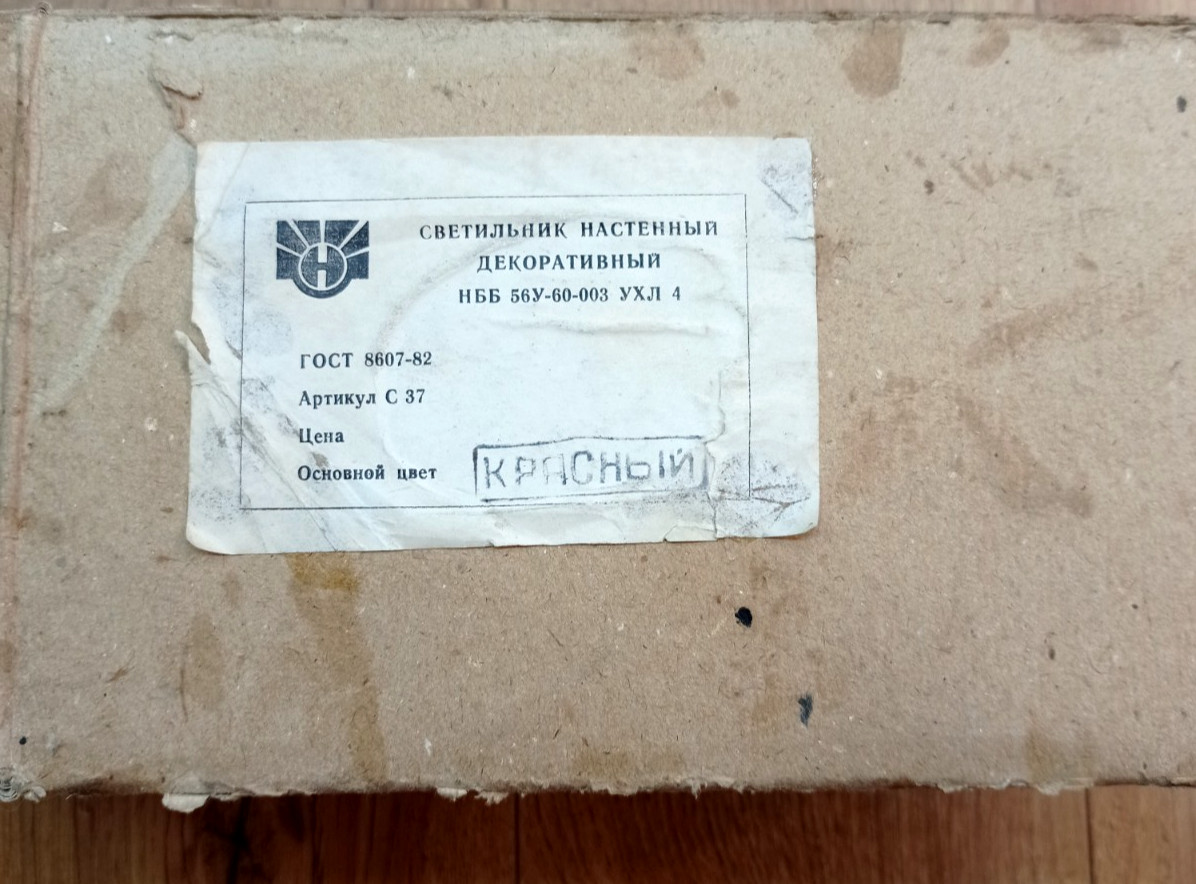 Н
СВЕТИЛЬНИК НАСТЕННЫЙ
ДЕКОРАТИВНЫЙ
НББ 56У-60-003 УХЛ 4
ГОСТ 8607-82
Артикул С 37
Цена
Основной цвет КРАСНЫЙ